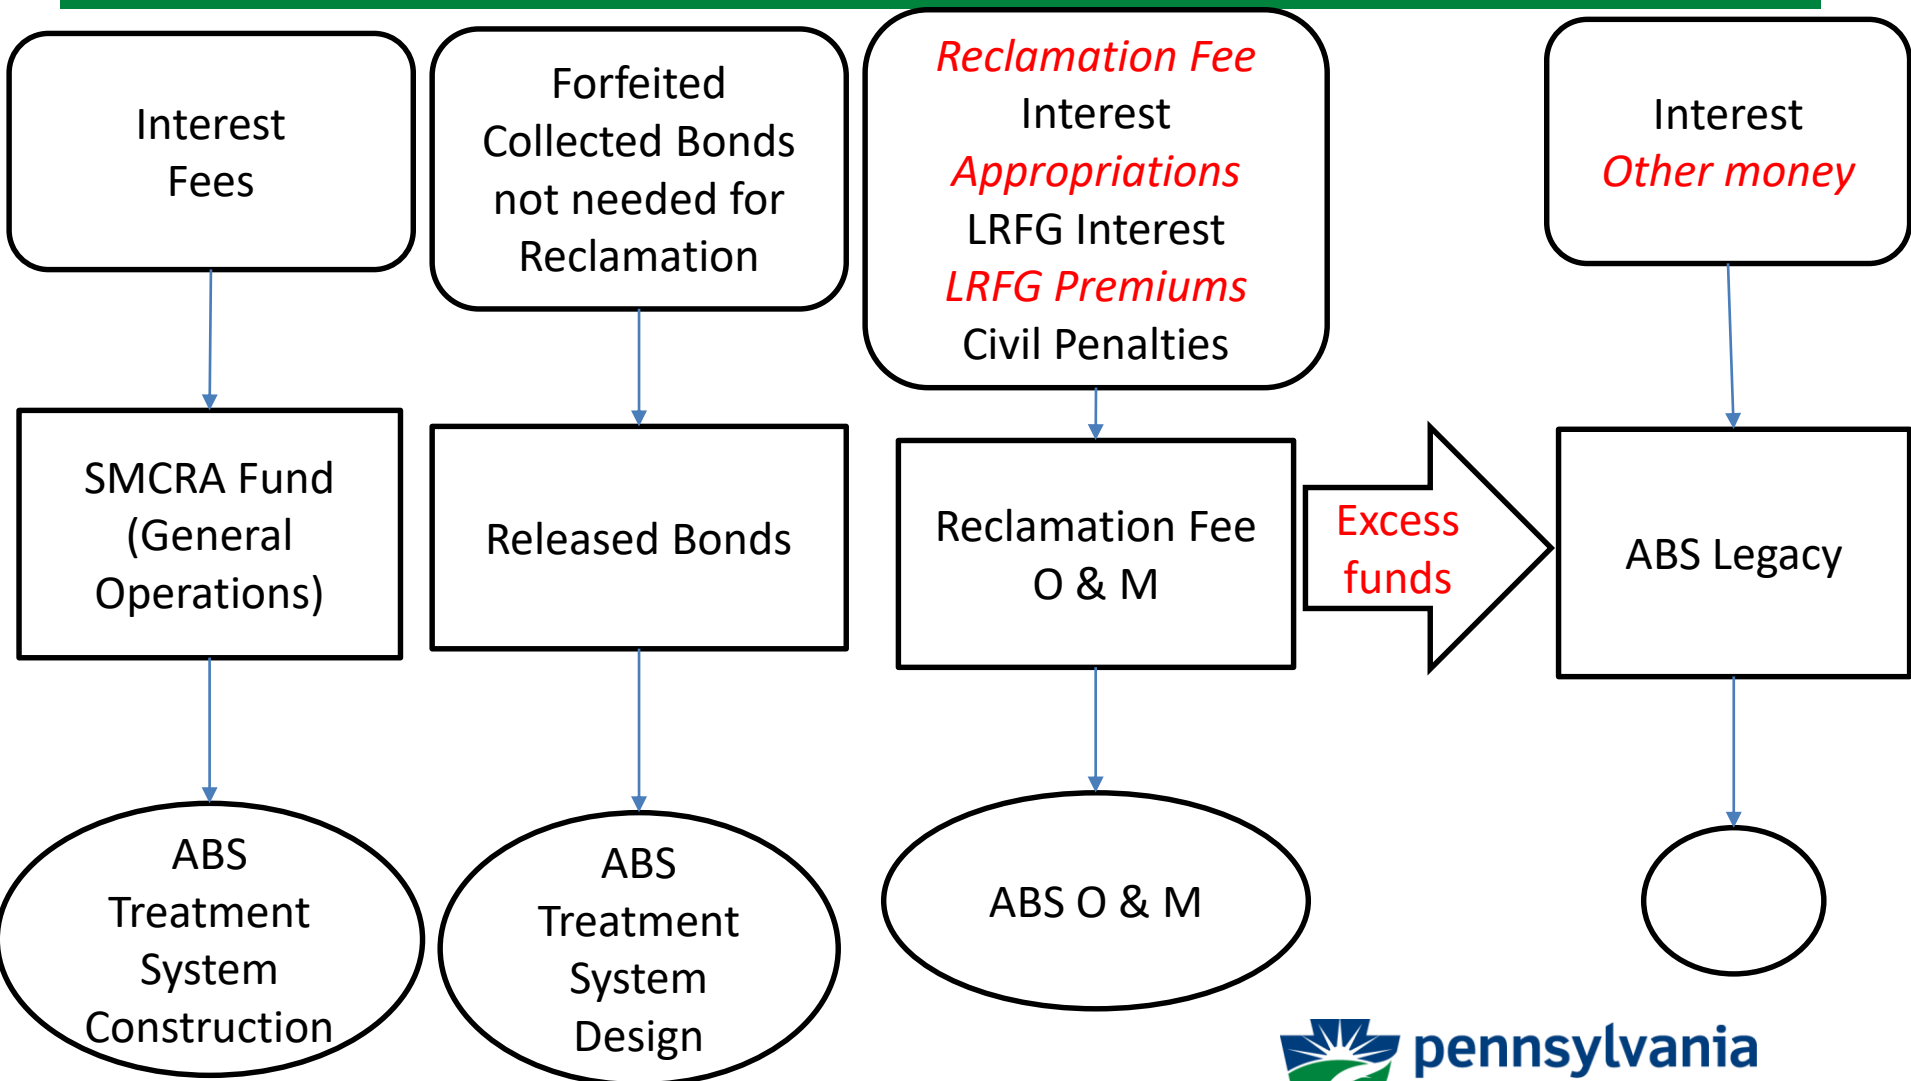 Interest
Fees
Forfeited
Collected Bonds
not needed for
Reclamation
Reclamation Fee
Interest
Appropriations
LRFG Interest
LRFG Premiums
Civil Penalties
Interest
Other money
SMCRA Fund
(General
Operations)
Released Bonds
Reclamation Fee
O & M
Excess
funds
ABS Legacy
ABS
Treatment
System
Construction
ABS
Treatment
System
Design
ABS O & M
pennsylvania